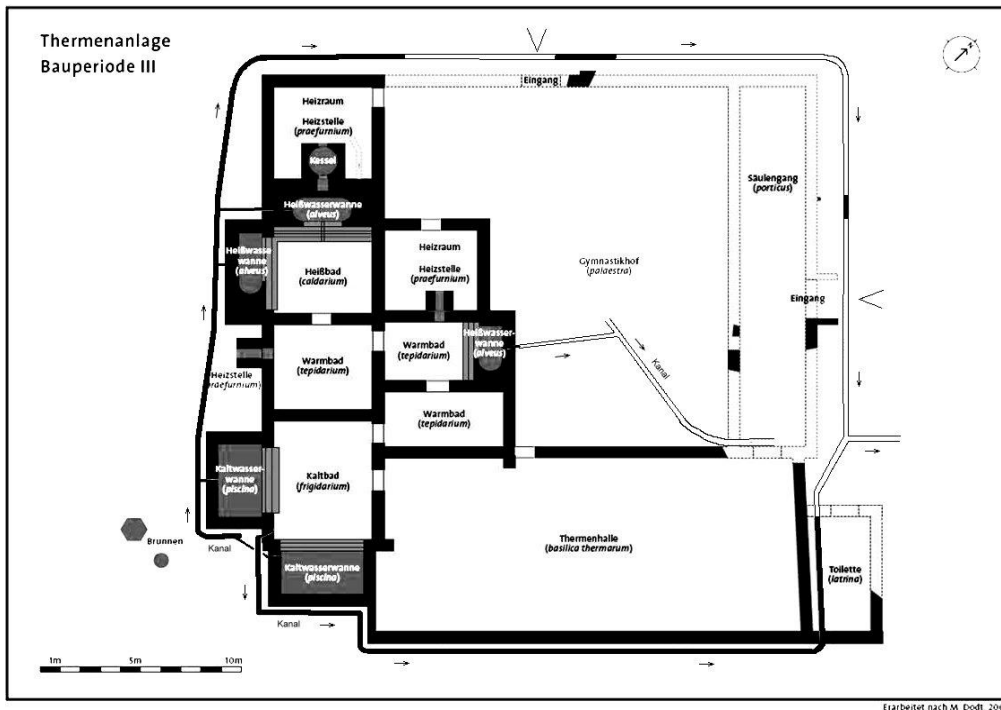 Thermenanlage
Bauperiode III
Eingang
Heizraum
Heizstelle
(praefurnium)
Kessel
Heißwasserwanne
(alveus)
Säulengang
(porticus)
Heißwasser
wanne
(alveus)
Heißbad
(caldarium)
Heizraum
Heizstelle
(praefurnium)
Gymnastikhof
(palaestra)
Eingang
Warmbad
(tepidarium)
Warmbad
(tepidarium)
Heißwasser-
wanne
(alveus)
Kanal
Heizstelle
(praefurnium)
Warmbad
(tepidarium)
Kaltwasser-
wanne
(piscina)
Kaltbad
(frigidarium)
Brunnen
Kanal
Thermenhalle
(basilica thermarum)
Kaltwasserwanne
(piscina)
Toilette
(latrina)
Kanal
1m 5m 10m
Erarbeitet nach M. Dodt,